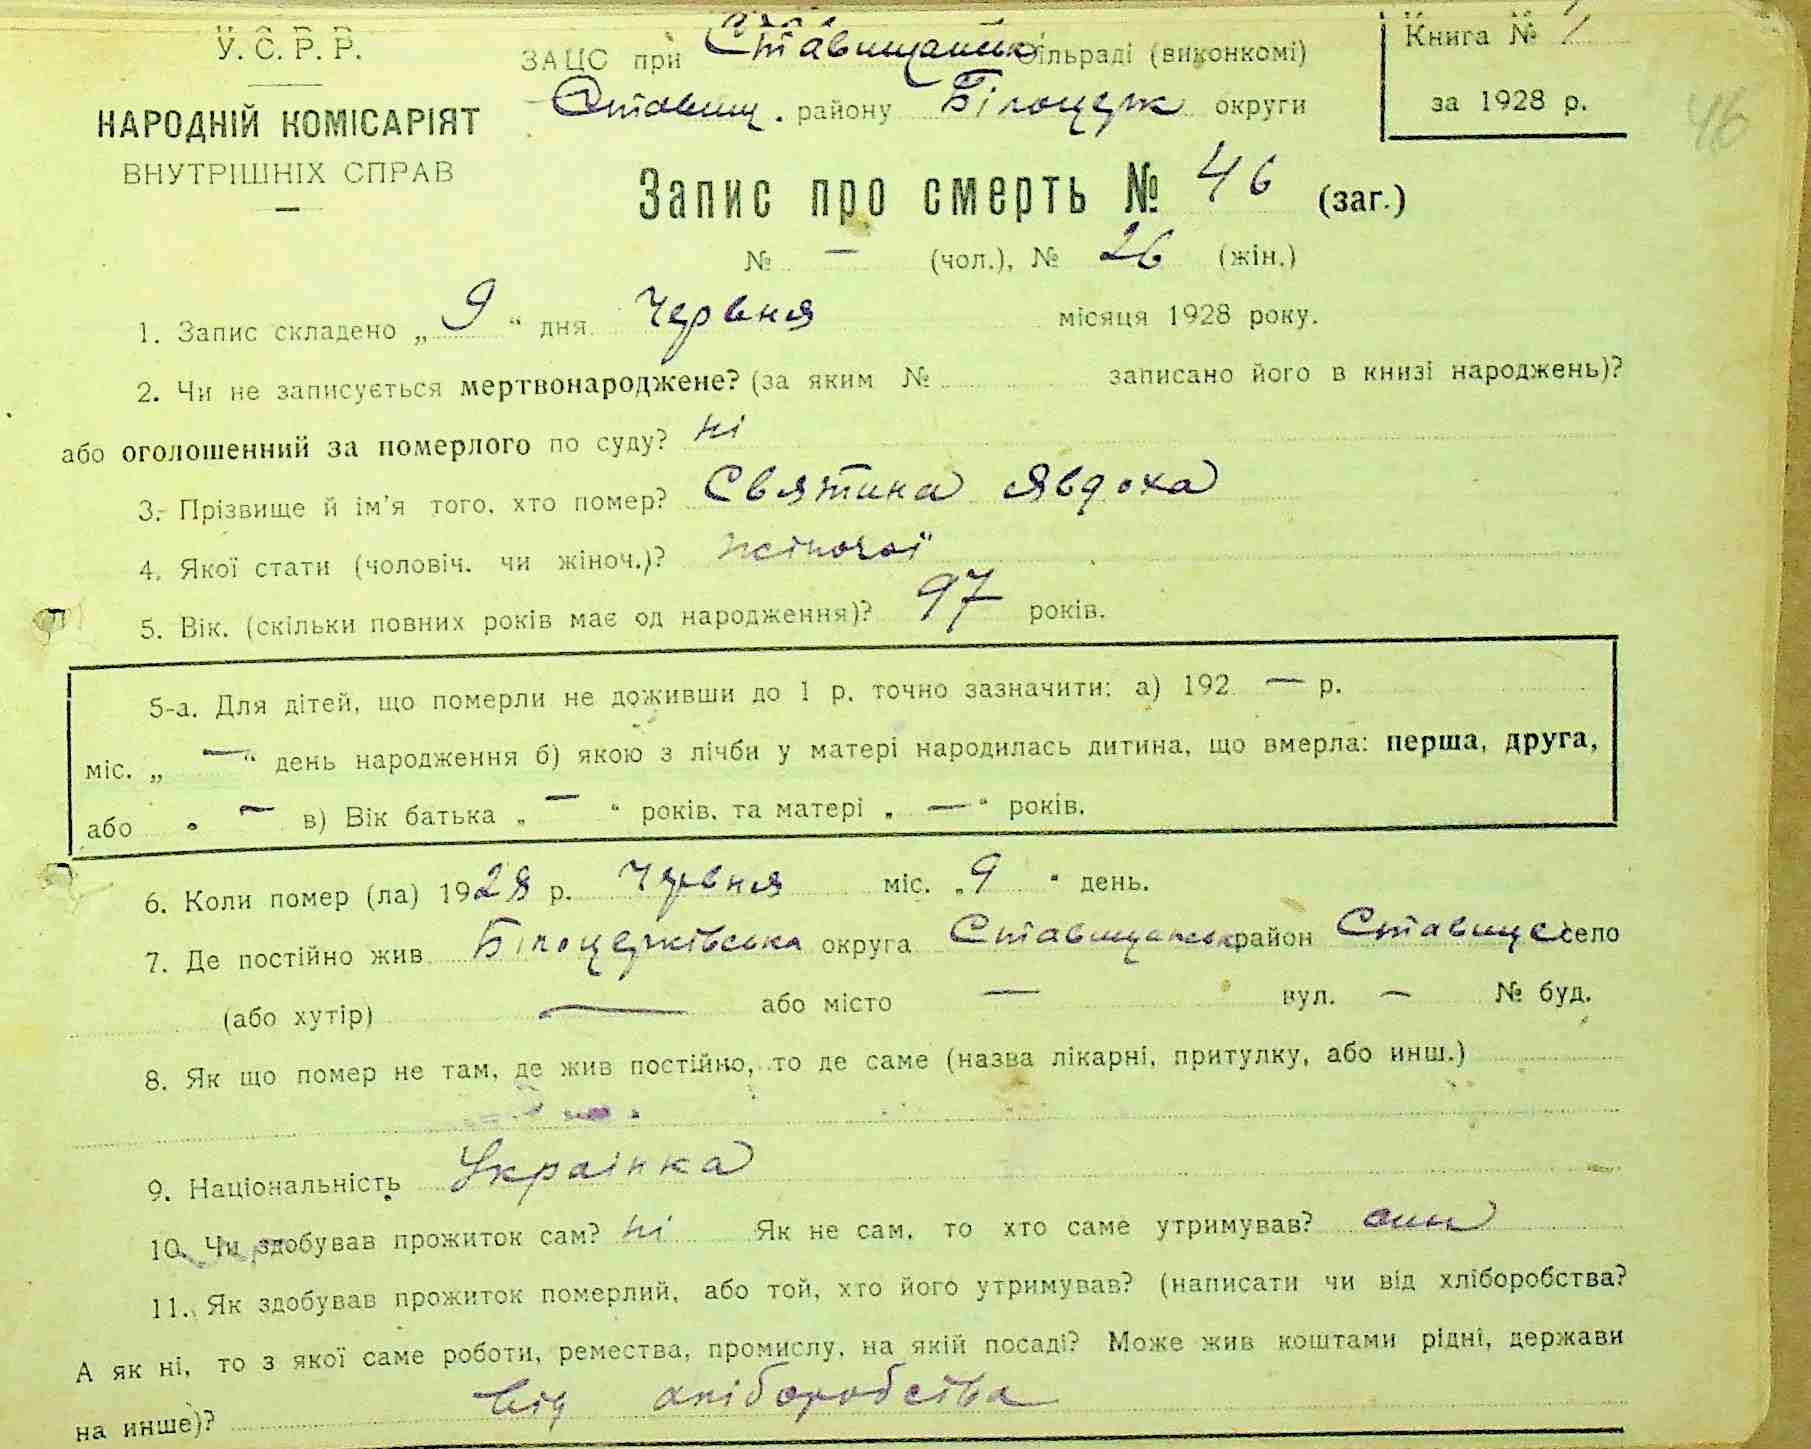 У.С.Р.Р.
НАРОДНІЙ КОМІСАРІЯТ
ВНУТРІШНІХ СПРАВ
ЗАЦС при Ставищанськ сільраді (виконкомі)
Ставищ. району Білоцерк округи
Книга № 1
за 1928 р.
46
Запис про смерть № 46 (заг.)
№ — (чол.), № 26 (жін.)
1. Запис складено „ 9 “ дня Червня місяця 1928 року.
2. Чи не записується мертвонароджене? (за яким № записано його в книзі народжень)?
або оголошенний за померлого по суду? ні
3. Прізвище й ім'я того, хто помер? Святина Явдоха
4. Якої стати (чоловіч. чи жіноч.)? жіночої
5. Вік. (скільки повних років має од народження)? 97 років.
5-а. Для дітей, що померли не доживши до 1 р. точно зазначити: а) 192 — р.
міс. „ — “ день народження б) якою з лічби у матері народилась дитина, що вмерла: перша, друга,
або — в) Вік батька „ — “ років. та матері „ — “ років.
6. Коли помер (ла) 1928 р. Червня міс. „ 9 “ день.
7. Де постійно жив Білоцерківська округа Ставищанськ район Ставище село
(або хутір) — або місто — вул. — № буд.
8. Як що помер не там, де жив постійно, то де саме (назва лікарні, притулку, або инш.)
9. Національність Українка
10. Чи здобував прожиток сам? ні Як не сам, то хто саме утримував? син
11. Як здобував прожиток померлий, або той, хто його утримував? (написати чи від хліборобства?
А як ні, то з якої саме роботи, ремества, промислу, на якій посаді? Може жив коштами рідні, держави
на инше)? від хліборобства